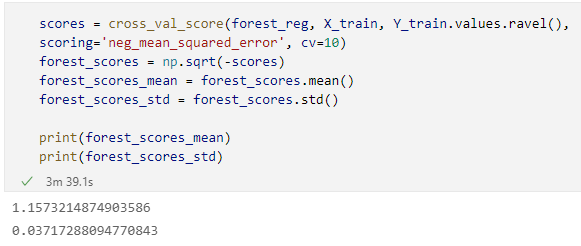 scores = cross_val_score(forest_reg, X_train, Y_train.values.ravel(),
scoring='neg_mean_squared_error', cv=10)
forest_scores = np.sqrt(-scores)
forest_scores_mean = forest_scores.mean()
forest_scores_std = forest_scores.std()
print(forest_scores_mean)
print(forest_scores_std)
✓ 3m 39.1s
1.1573214874903586
0.03717288094770843